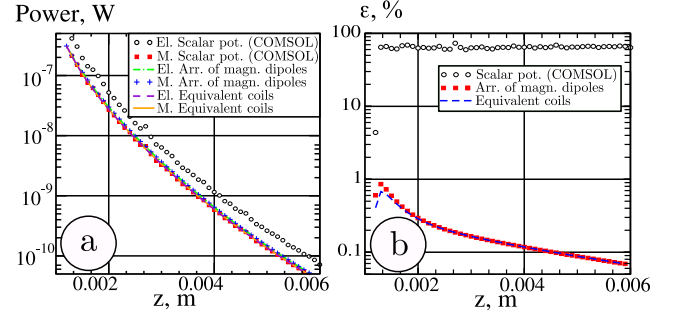 Power, W
10⁻⁷
10⁻⁸
10⁻⁹
10⁻¹⁰
El. Scalar pot. (COMSOL)
M. Scalar pot. (COMSOL)
El. Arr. of magn. dipoles
M. Arr. of magn. dipoles
El. Equivalent coils
M. Equivalent coils
a
0.002 0.004 0.006
z, m
ε, %
100
10
1
0.1
Scalar pot. (COMSOL)
Arr. of magn. dipoles
Equivalent coils
b
0.002 0.004 0.006
z, m